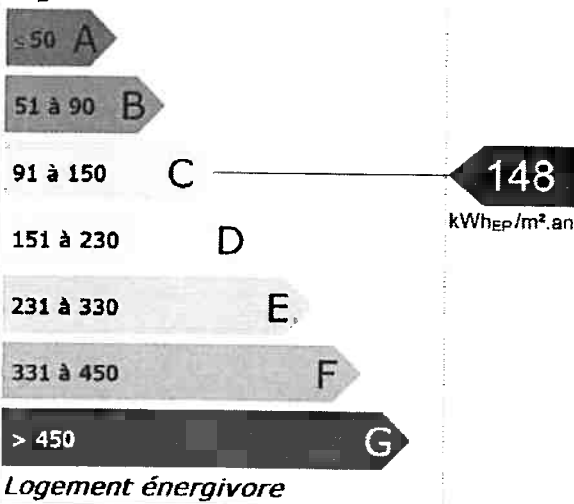 ≤ 50 A
51 à 90 B
91 à 150 C
148
kWhEP/m².an
151 à 230 D
231 à 330 E
331 à 450 F
> 450 G
Logement énergivore